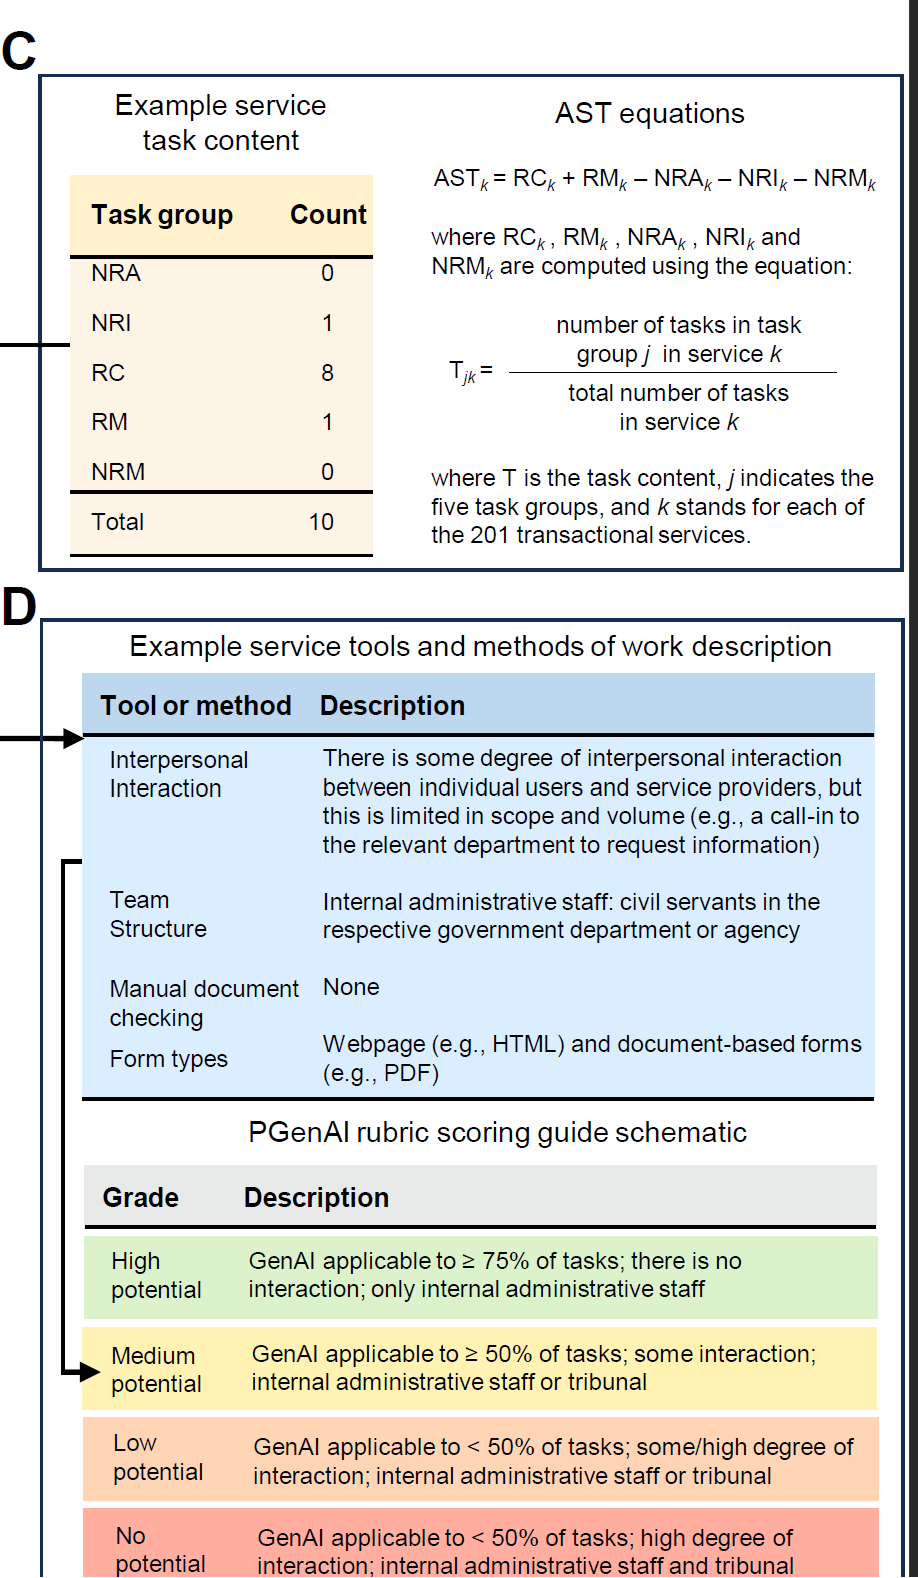 C
Example service
task content
Task group Count
NRA 0
NRI 1
RC 8
RM 1
NRM 0
Total 10
AST equations
ASTk = RCk + RMk – NRAk – NRIk – NRMk
where RCk , RMk , NRAk , NRIk and
NRMk are computed using the equation:
Tjk =
number of tasks in task
group j in service k
total number of tasks
in service k
where T is the task content, j indicates the
five task groups, and k stands for each of
the 201 transactional services.
D
Example service tools and methods of work description
Tool or method Description
Interpersonal
Interaction
There is some degree of interpersonal interaction
between individual users and service providers, but
this is limited in scope and volume (e.g., a call-in to
the relevant department to request information)
Team
Structure
Internal administrative staff: civil servants in the
respective government department or agency
Manual document
checking
None
Form types
Webpage (e.g., HTML) and document-based forms
(e.g., PDF)
PGenAI rubric scoring guide schematic
Grade Description
High
potential
GenAI applicable to ≥ 75% of tasks; there is no
interaction; only internal administrative staff
Medium
potential
GenAI applicable to ≥ 50% of tasks; some interaction;
internal administrative staff or tribunal
Low
potential
GenAI applicable to < 50% of tasks; some/high degree of
interaction; internal administrative staff or tribunal
No
potential
GenAI applicable to < 50% of tasks; high degree of
interaction; internal administrative staff and tribunal